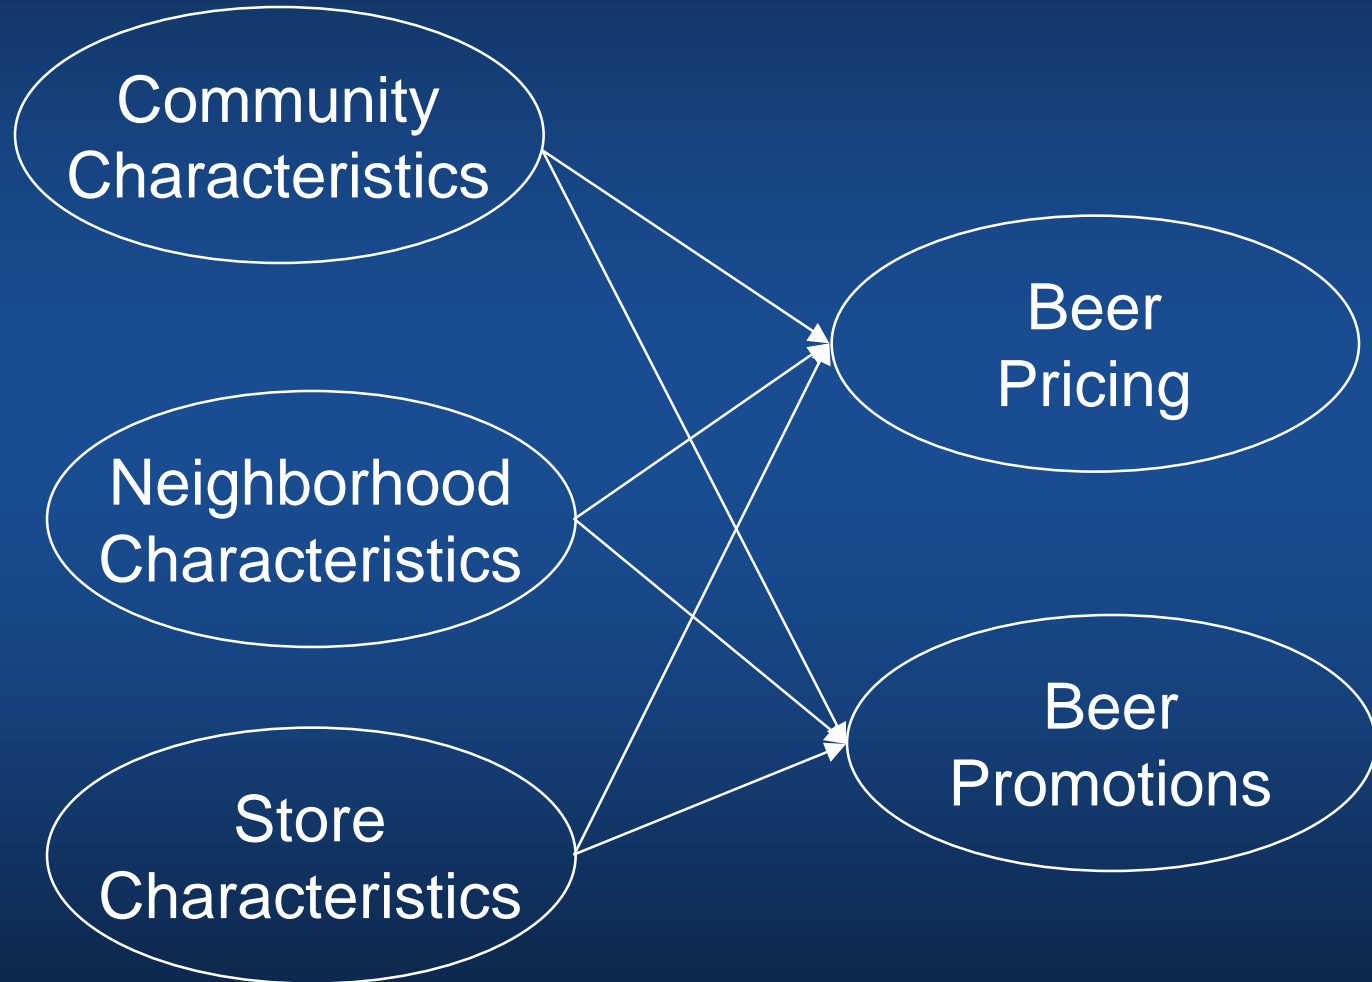 Community
Characteristics
Neighborhood
Characteristics
Store
Characteristics
Beer
Pricing
Beer
Promotions